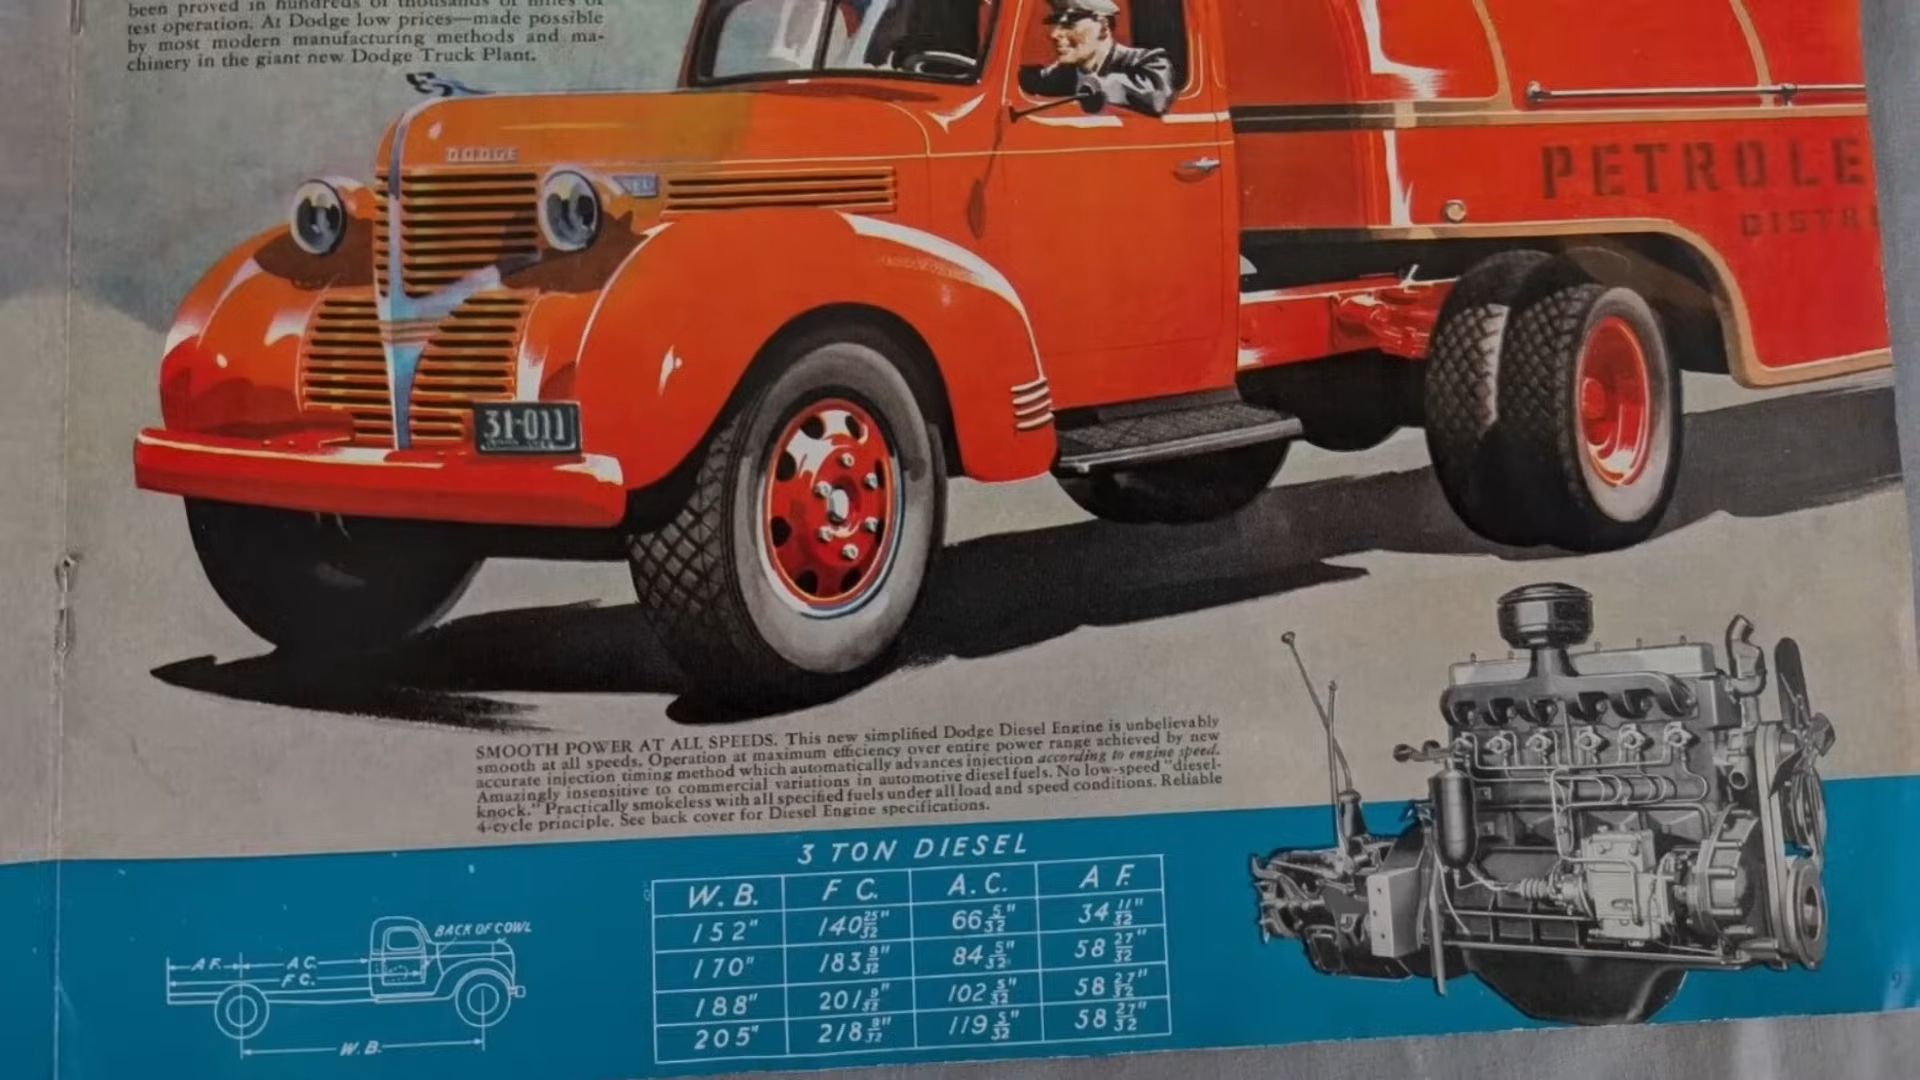 been proved in hundreds of thousands of miles of
test operation. At Dodge low prices—made possible
by most modern manufacturing methods and ma-
chinery in the giant new Dodge Truck Plant.
DODGE
PETROLE
DISTRI
31-011
SMOOTH POWER AT ALL SPEEDS. This new simplified Dodge Diesel Engine is unbelievably
smooth at all speeds. Operation at maximum efficiency over entire power range achieved by new
accurate injection timing method which automatically advances injection according to engine speed.
Amazingly insensitive to commercial variations in automotive diesel fuels. No low-speed "diesel-
knock." Practically smokeless with all specified fuels under all load and speed conditions. Reliable
4-cycle principle. See back cover for Diesel Engine specifications.
3 TON DIESEL
W.B. F C. A.C. A F.
152" 140 25/32" 66 5/32" 34 11/32"
170" 183 9/32" 84 5/32" 58 27/32"
188" 201 9/32" 102 5/32" 58 27/32"
205" 218 9/32" 119 5/32" 58 27/32"
BACK OF COWL
A F. A C.
F C.
W.B.